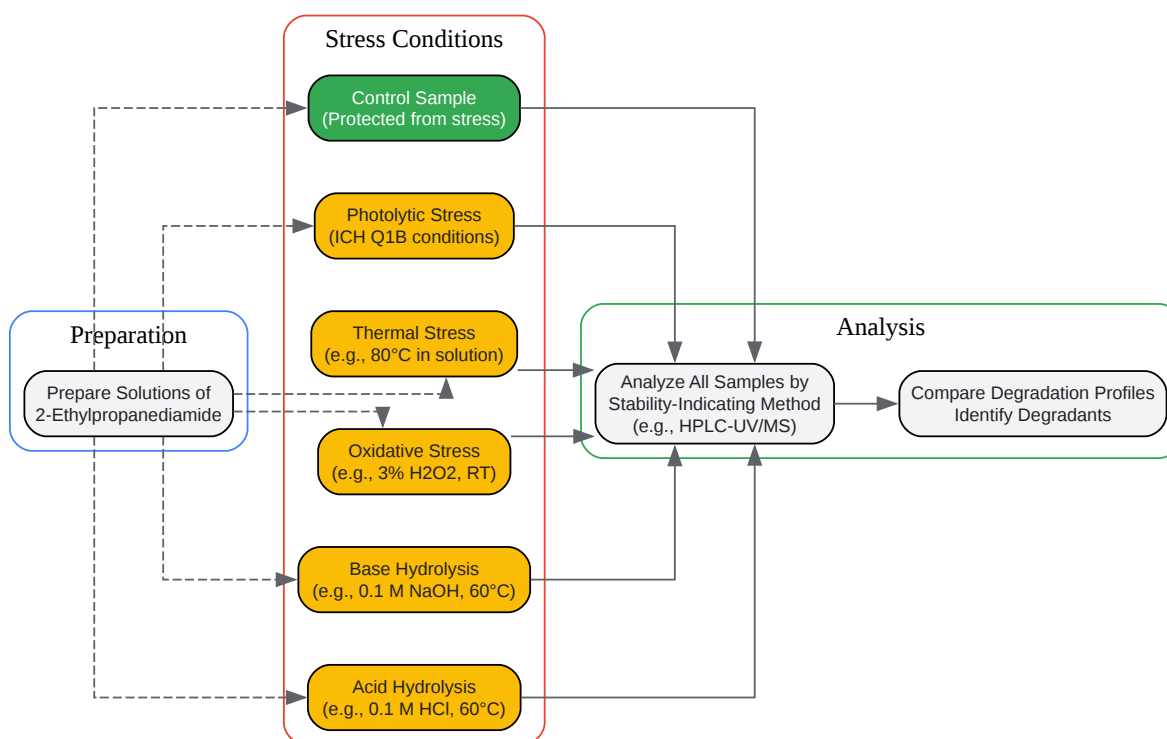 Stress Conditions
Control Sample
(Protected from stress)
Photolytic Stress
(ICH Q1B conditions)
Preparation
Prepare Solutions of
2-Ethylpropanediamide
Thermal Stress
(e.g., 80°C in solution)
Oxidative Stress
(e.g., 3% H2O2, RT)
Base Hydrolysis
(e.g., 0.1 M NaOH, 60°C)
Acid Hydrolysis
(e.g., 0.1 M HCl, 60°C)
Analysis
Analyze All Samples by
Stability-Indicating Method
(e.g., HPLC-UV/MS)
Compare Degradation Profiles
Identify Degradants